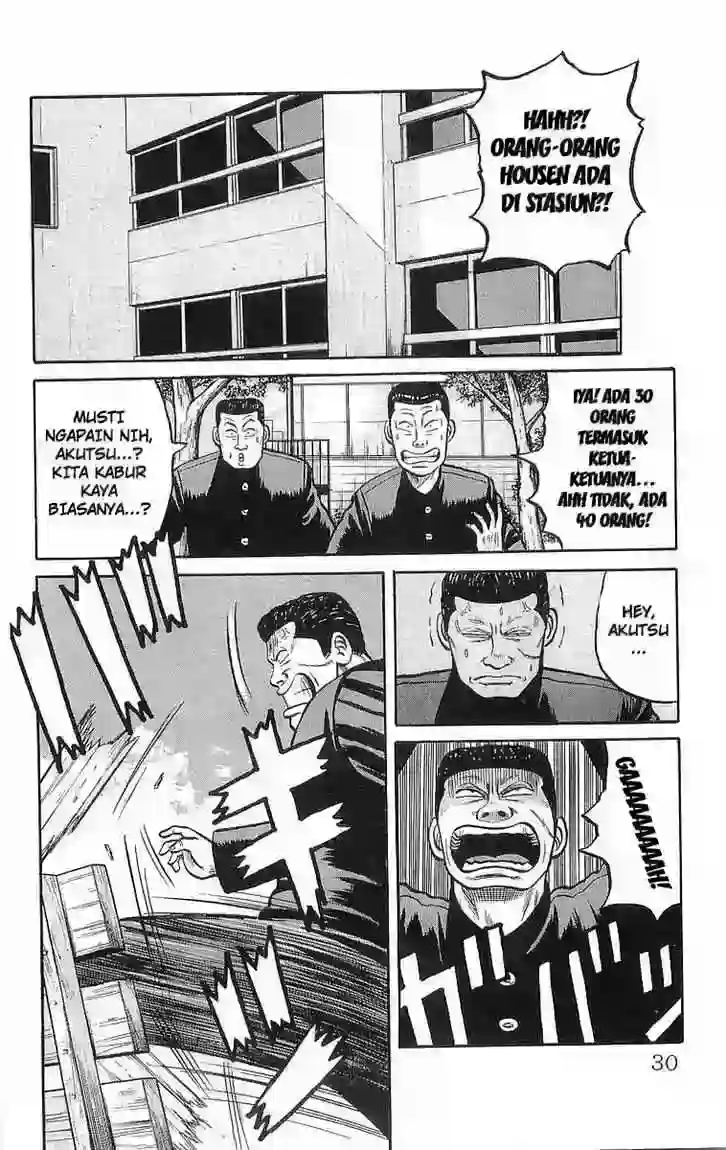 HAHH?!
ORANG-ORANG
HOUSEN ADA
DI STASIUN?!
IYA! ADA 30
ORANG
TERMASUK
KETUA-
KETUANYA...
AHH TIDAK, ADA
40 ORANG!
MUSTI
NGAPAIN NIH,
AKUTSU...?
KITA KABUR
KAYA
BIASANYA...?
HEY,
AKUTSU
...
GAAAAAAAAAH!
30